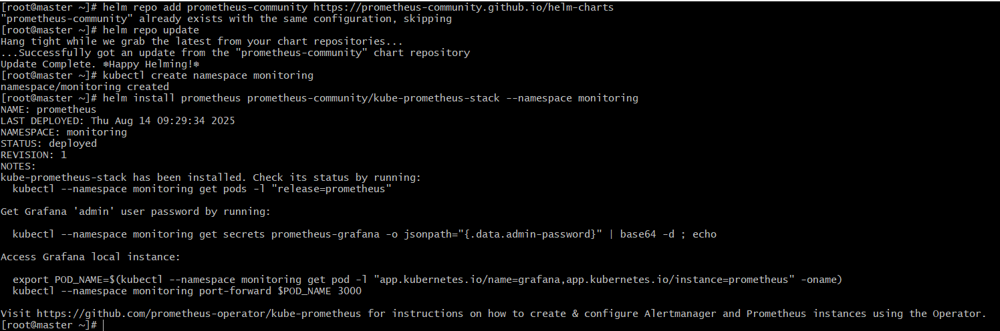 [root@master ~]# helm repo add prometheus-community https://prometheus-community.github.io/helm-charts
"prometheus-community" already exists with the same configuration, skipping
[root@master ~]# helm repo update
Hang tight while we grab the latest from your chart repositories...
...Successfully got an update from the "prometheus-community" chart repository
Update Complete. ⎈Happy Helming!⎈
[root@master ~]# kubectl create namespace monitoring
namespace/monitoring created
[root@master ~]# helm install prometheus prometheus-community/kube-prometheus-stack --namespace monitoring
NAME: prometheus
LAST DEPLOYED: Thu Aug 14 09:29:34 2025
NAMESPACE: monitoring
STATUS: deployed
REVISION: 1
NOTES:
kube-prometheus-stack has been installed. Check its status by running:
  kubectl --namespace monitoring get pods -l "release=prometheus"

Get Grafana 'admin' user password by running:

  kubectl --namespace monitoring get secrets prometheus-grafana -o jsonpath="{.data.admin-password}" | base64 -d ; echo

Access Grafana local instance:

  export POD_NAME=$(kubectl --namespace monitoring get pod -l "app.kubernetes.io/name=grafana,app.kubernetes.io/instance=prometheus" -oname)
  kubectl --namespace monitoring port-forward $POD_NAME 3000

Visit https://github.com/prometheus-operator/kube-prometheus for instructions on how to create & configure Alertmanager and Prometheus instances using the Operator.
[root@master ~]#